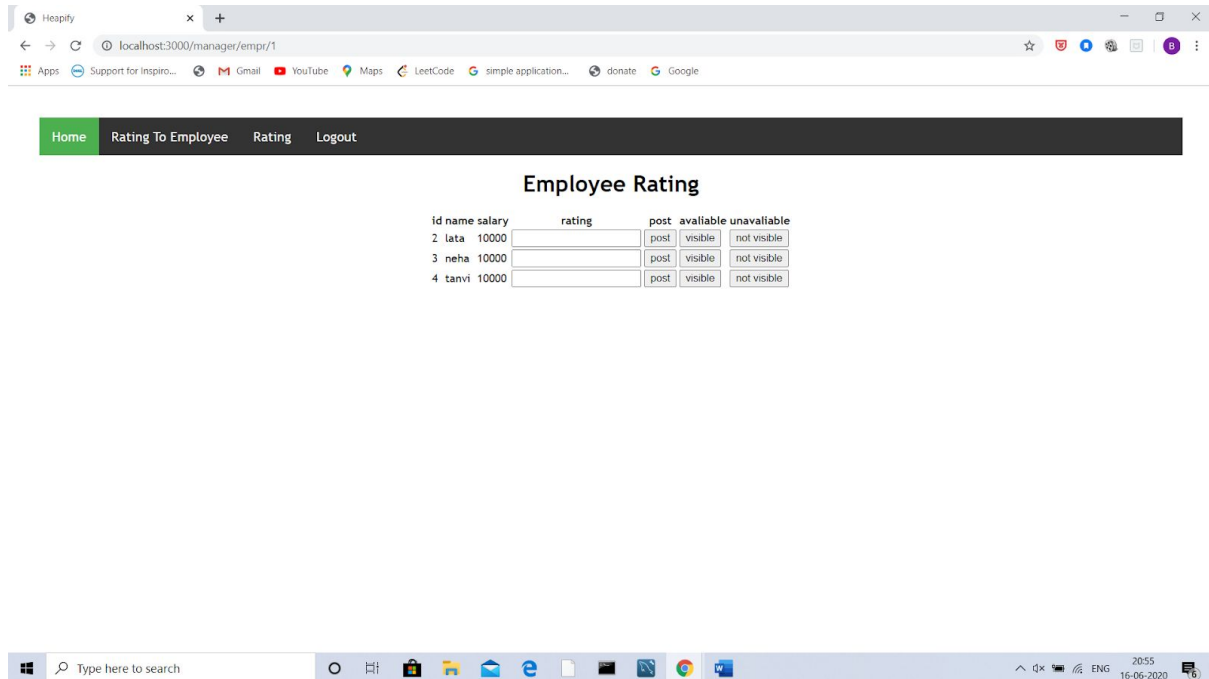 Heapify
localhost:3000/manager/empr/1
B
Apps Support for Inspiro... Gmail YouTube Maps LeetCode simple application... donate Google
Home Rating To Employee Rating Logout
Employee Rating
id name salary rating post avaliable unavaliable
2 lata 10000 post visible not visible
3 neha 10000 post visible not visible
4 tanvi 10000 post visible not visible
Type here to search
ENG 20:55
16-06-2020 6